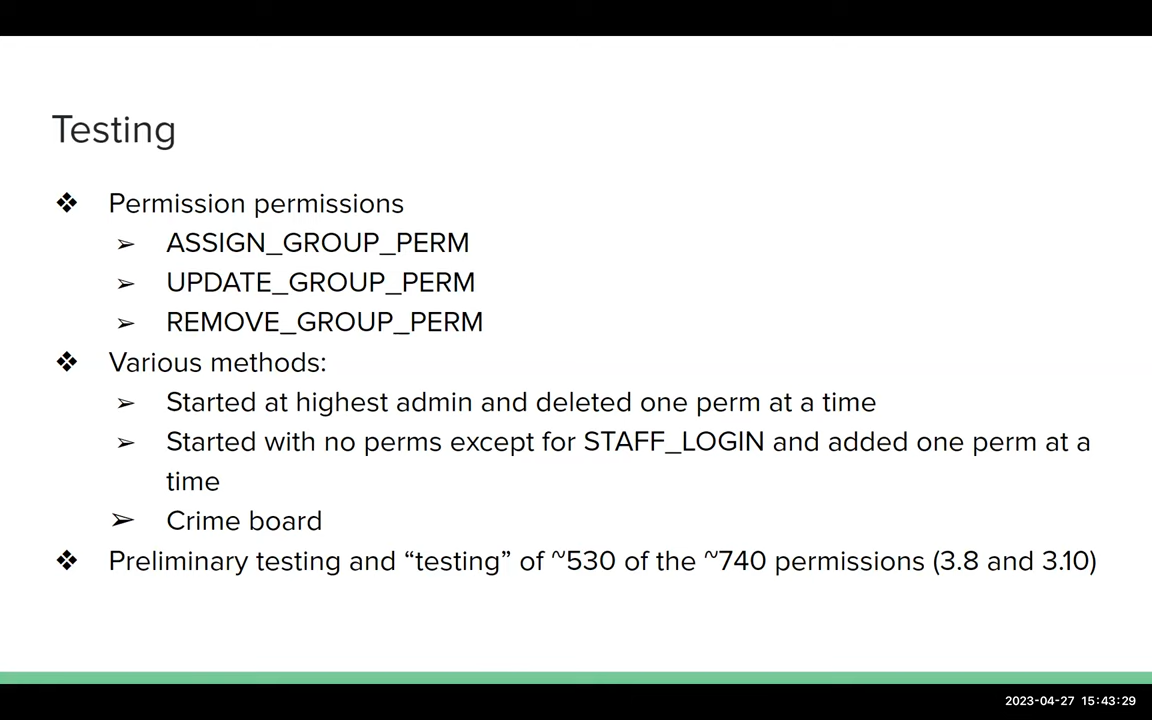 Testing
❖ Permission permissions
➢ ASSIGN_GROUP_PERM
➢ UPDATE_GROUP_PERM
➢ REMOVE_GROUP_PERM
❖ Various methods:
➢ Started at highest admin and deleted one perm at a time
➢ Started with no perms except for STAFF_LOGIN and added one perm at a
time
➢ Crime board
❖ Preliminary testing and “testing” of ~530 of the ~740 permissions (3.8 and 3.10)
2023-04-27 15:43:29